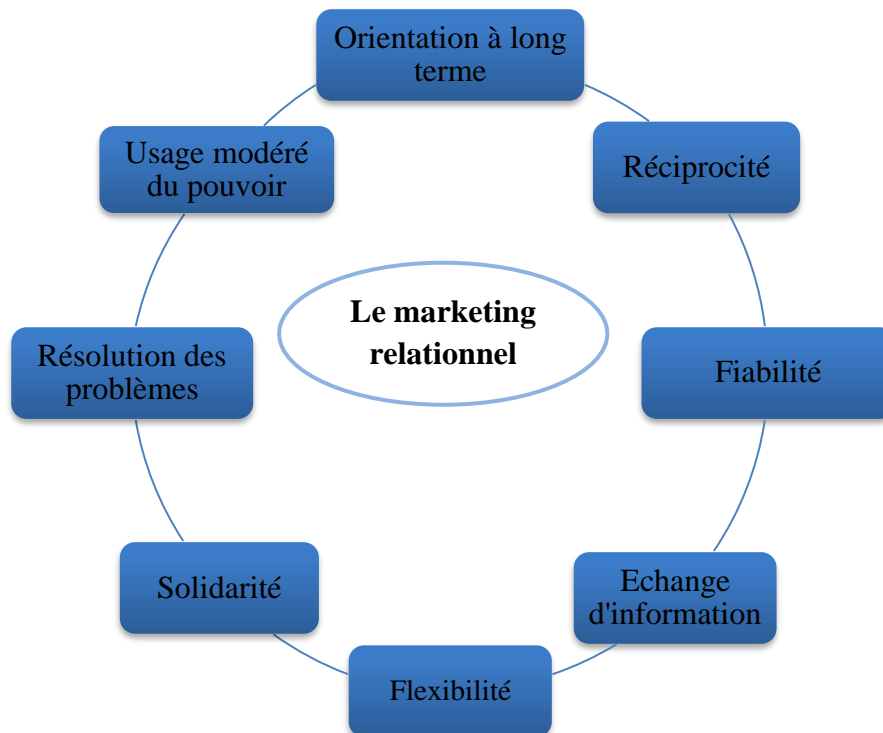 Orientation à long
terme
Réciprocité
Fiabilité
Echange
d'information
Flexibilité
Solidarité
Résolution des
problèmes
Usage modéré
du pouvoir
Le marketing
relationnel